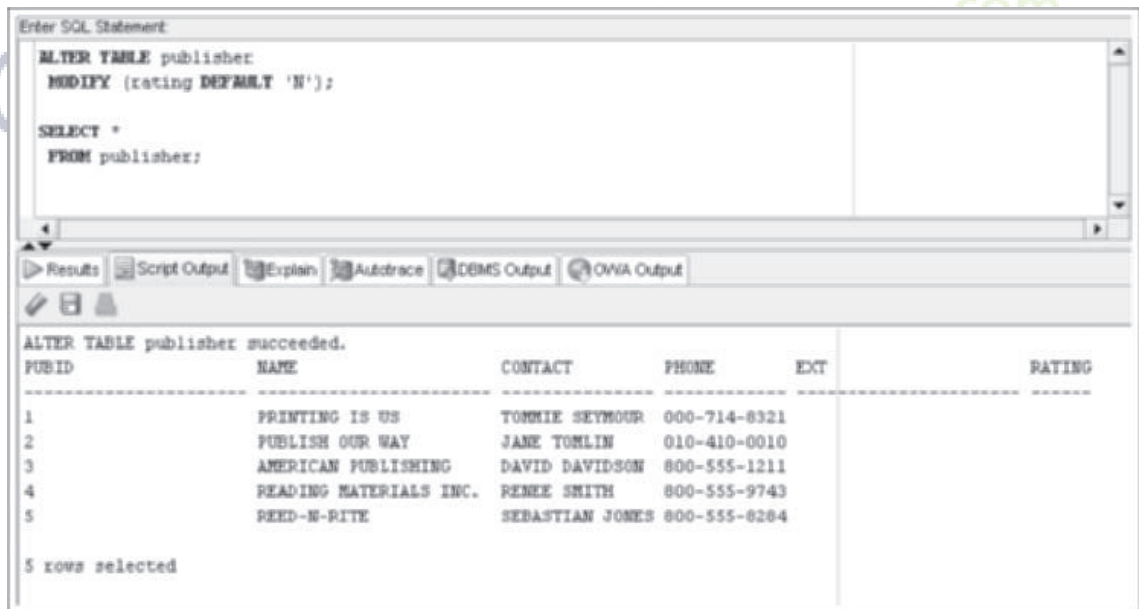 com
Enter SQL Statement:
ALTER TABLE publisher
MODIFY (rating DEFAULT 'N');
SELECT *
FROM publisher;
Results Script Output Explain Autotrace DBMS Output OWA Output
ALTER TABLE publisher succeeded.
PUBID NAME CONTACT PHONE EXT RATING
---------------------- ----------------------- --------------- ------------ ---------------------- ------
1 PRINTING IS US TOMMIE SEYMOUR 000-714-8321
2 PUBLISH OUR WAY JANE TOMLIN 010-410-0010
3 AMERICAN PUBLISHING DAVID DAVIDSON 800-555-1211
4 READING MATERIALS INC. RENEE SMITH 800-555-9743
5 REED-N-RITE SEBASTIAN JONES 800-555-8284
5 rows selected